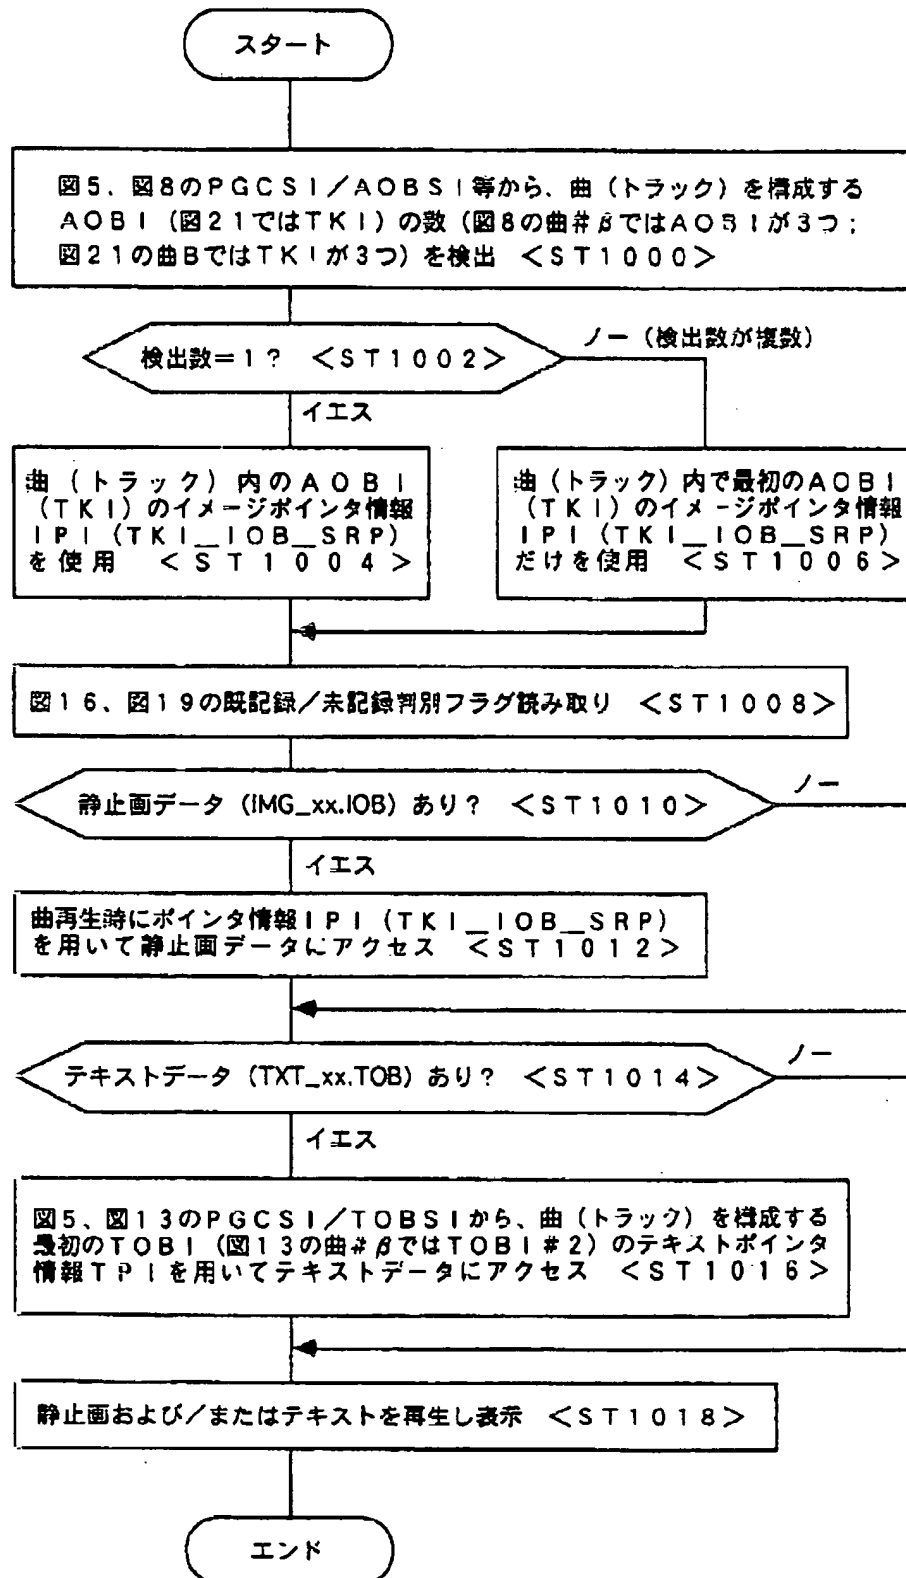 スタート
図5、図8のPGCSI/AOBSI等から、曲(トラック)を構成する
AOBI(図21ではTKI)の数(図8の曲#βではAOBIが3つ;
図21の曲BではTKIが3つ)を検出 <ST1000>
検出数=1? <ST1002>
ノー(検出数が複数)
イエス
曲(トラック)内のAOBI
(TKI)のイメージポインタ情報
IPI(TKI_IOB_SRP)
を使用 <ST1004>
曲(トラック)内で最初のAOBI
(TKI)のイメージポインタ情報
IPI(TKI_IOB_SRP)
だけを使用 <ST1006>
図16、図19の既記録/未記録判別フラグ読み取り <ST1008>
静止画データ(IMG_xx.IOB)あり? <ST1010>
ノー
イエス
曲再生時にポインタ情報IPI(TKI_IOB_SRP)
を用いて静止画データにアクセス <ST1012>
テキストデータ(TXT_xx.TOB)あり? <ST1014>
ノー
イエス
図5、図13のPGCSI/TOBSIから、曲(トラック)を構成する
最初のTOBI(図13の曲#βではTOBI#2)のテキストポインタ
情報TPIを用いてテキストデータにアクセス <ST1016>
静止画および/またはテキストを再生し表示 <ST1018>
エンド